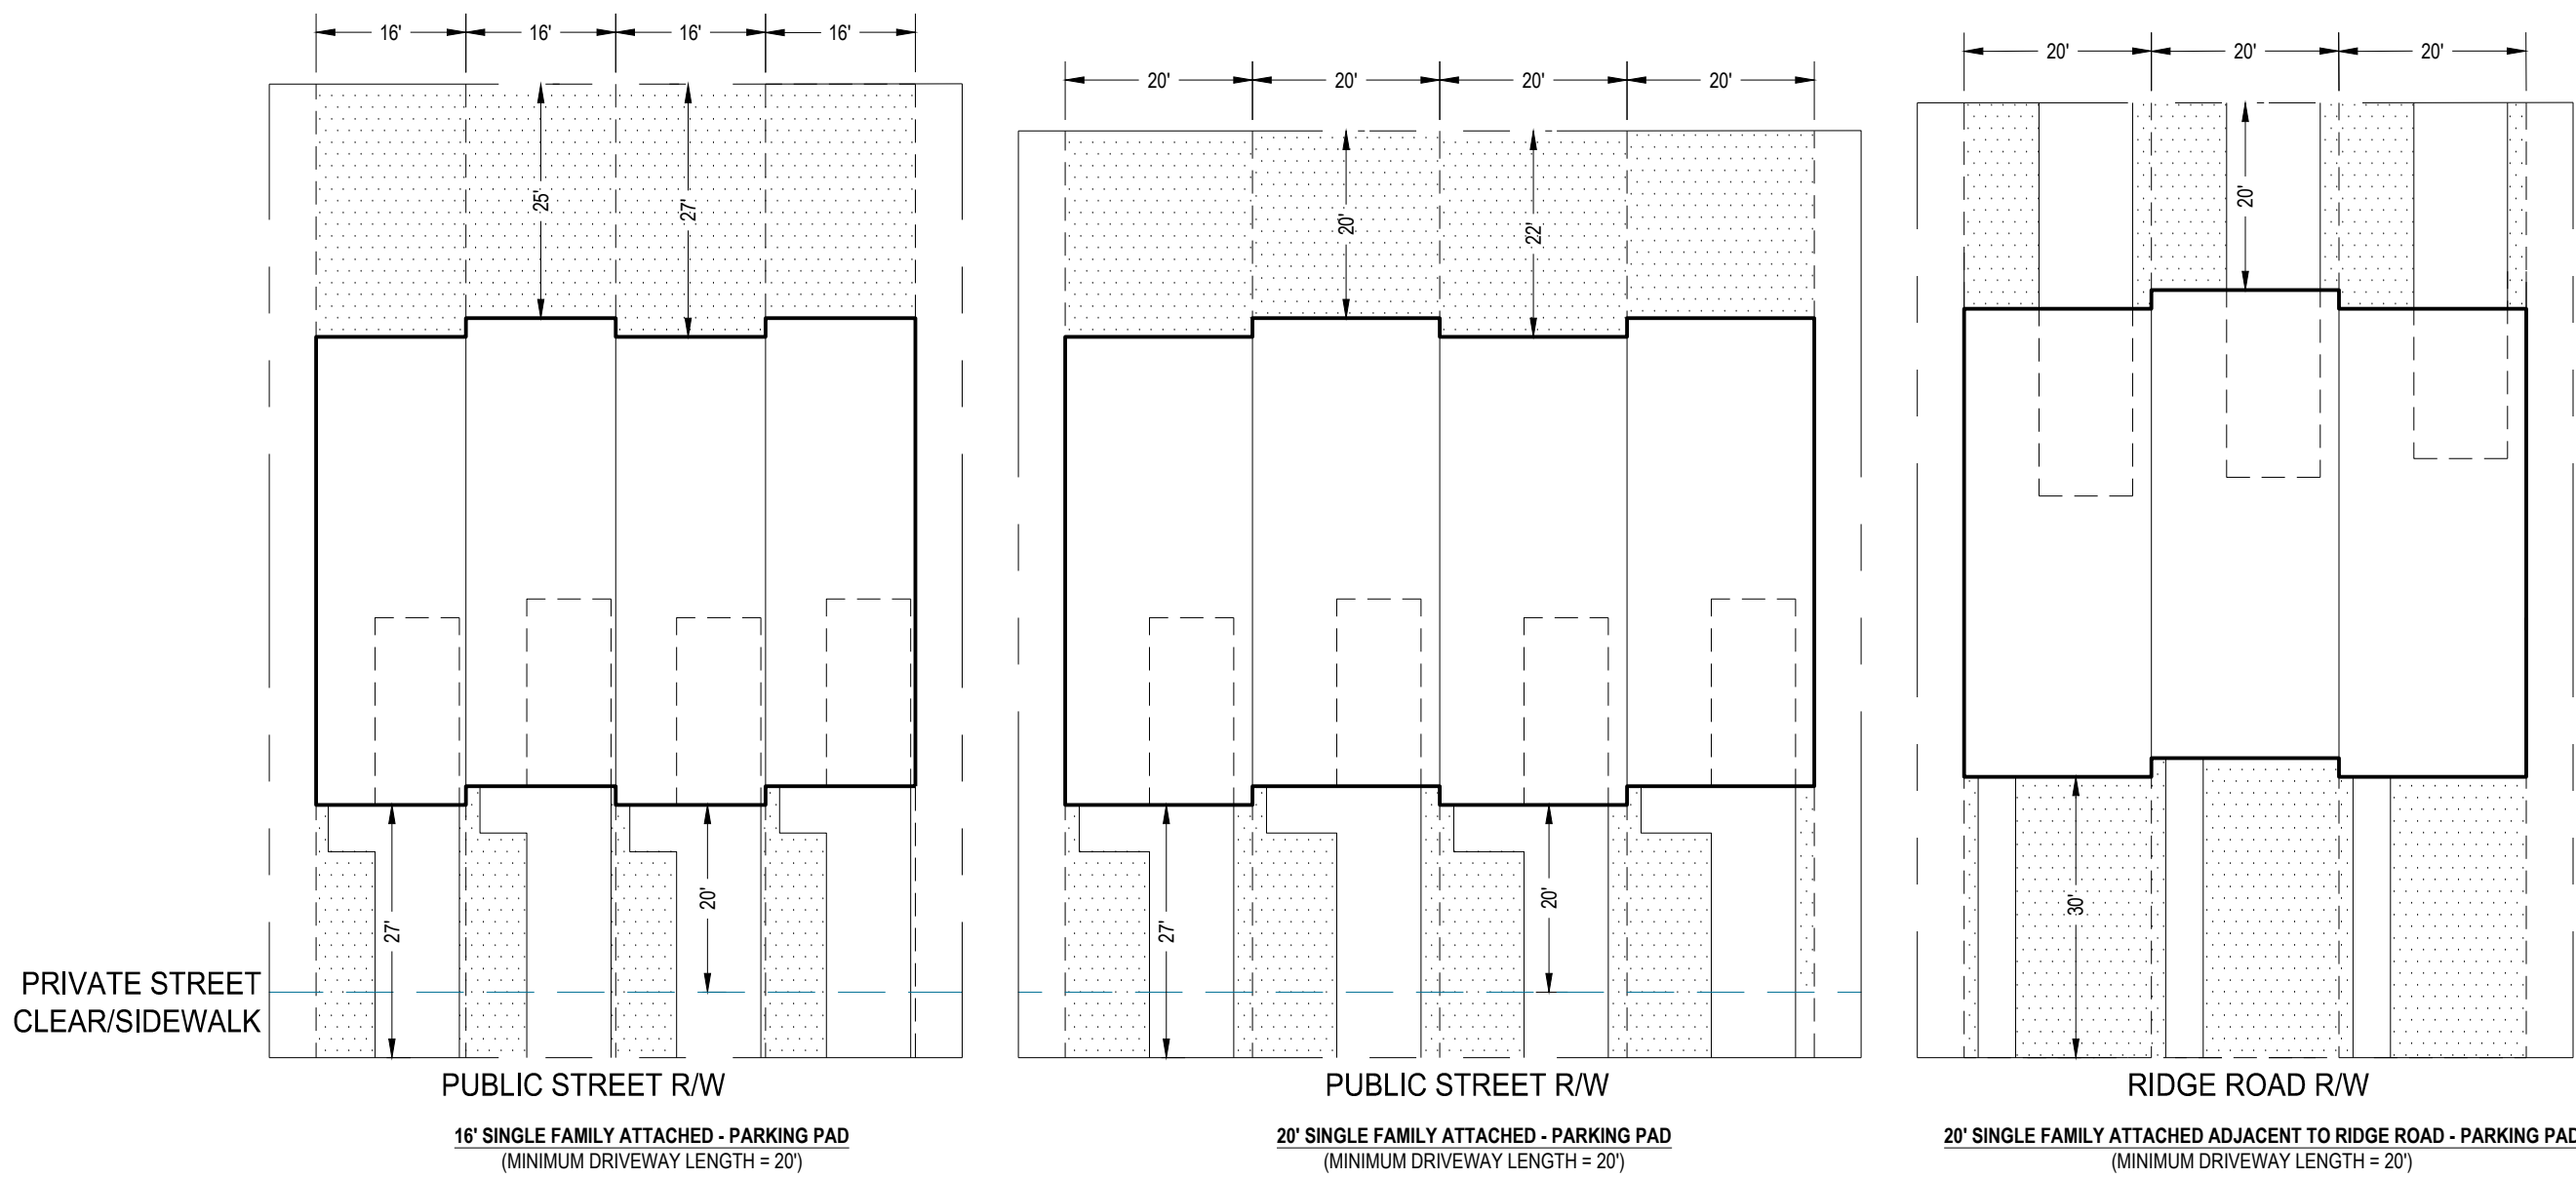 16' 16' 16' 16'
25' 27'
27' 20'
PRIVATE STREET
CLEAR/SIDEWALK
PUBLIC STREET R/W
16' SINGLE FAMILY ATTACHED - PARKING PAD
(MINIMUM DRIVEWAY LENGTH = 20')
20' 20' 20' 20'
20' 22'
27' 20'
PUBLIC STREET R/W
20' SINGLE FAMILY ATTACHED - PARKING PAD
(MINIMUM DRIVEWAY LENGTH = 20')
20' 20' 20'
20'
30'
RIDGE ROAD R/W
20' SINGLE FAMILY ATTACHED ADJACENT TO RIDGE ROAD - PARKING PAD
(MINIMUM DRIVEWAY LENGTH = 20')